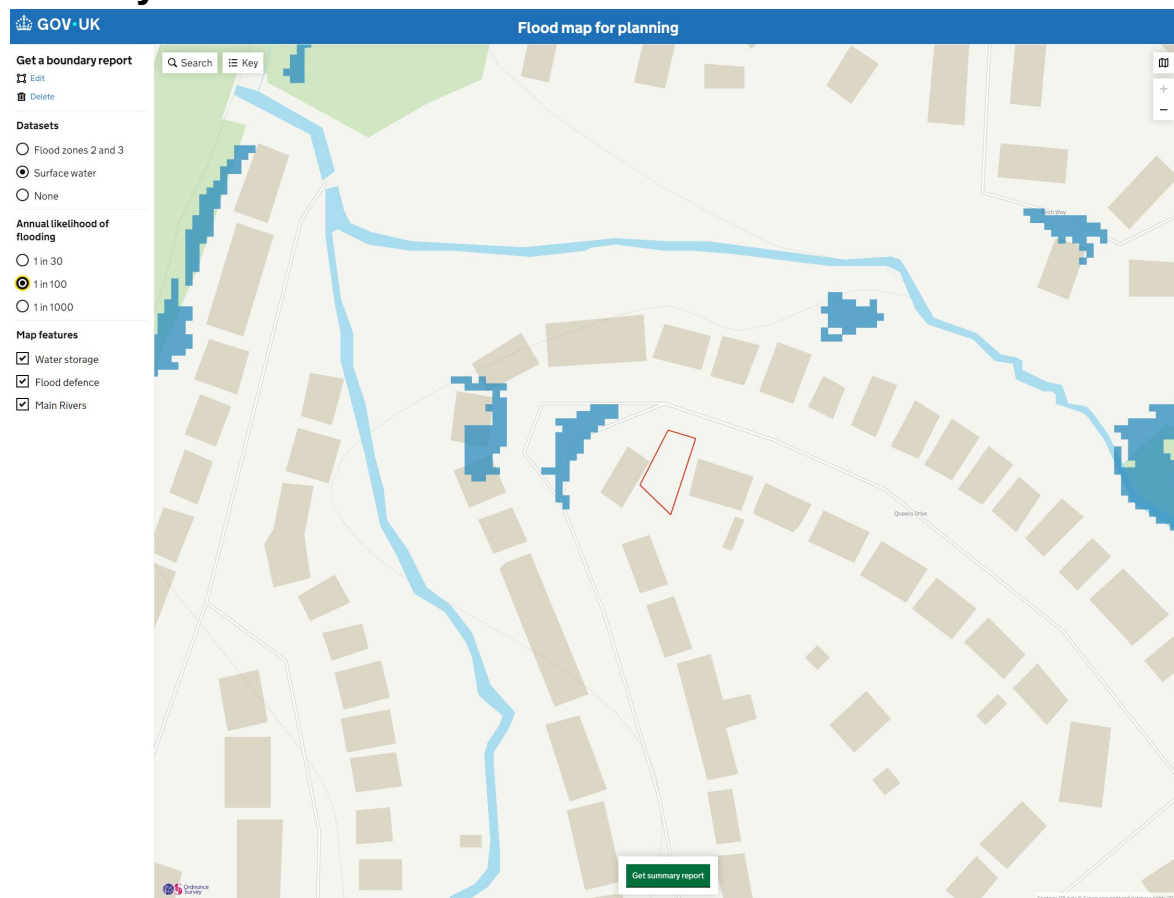 GOV·UK
Flood map for planning
Get a boundary report
Edit
Delete
Datasets
Flood zones 2 and 3
Surface water
None
Annual likelihood of
flooding
1 in 30
1 in 100
1 in 1000
Map features
Water storage
Flood defence
Main Rivers
Search
Key
Queens Drive
Get summary report
Ordnance
Survey